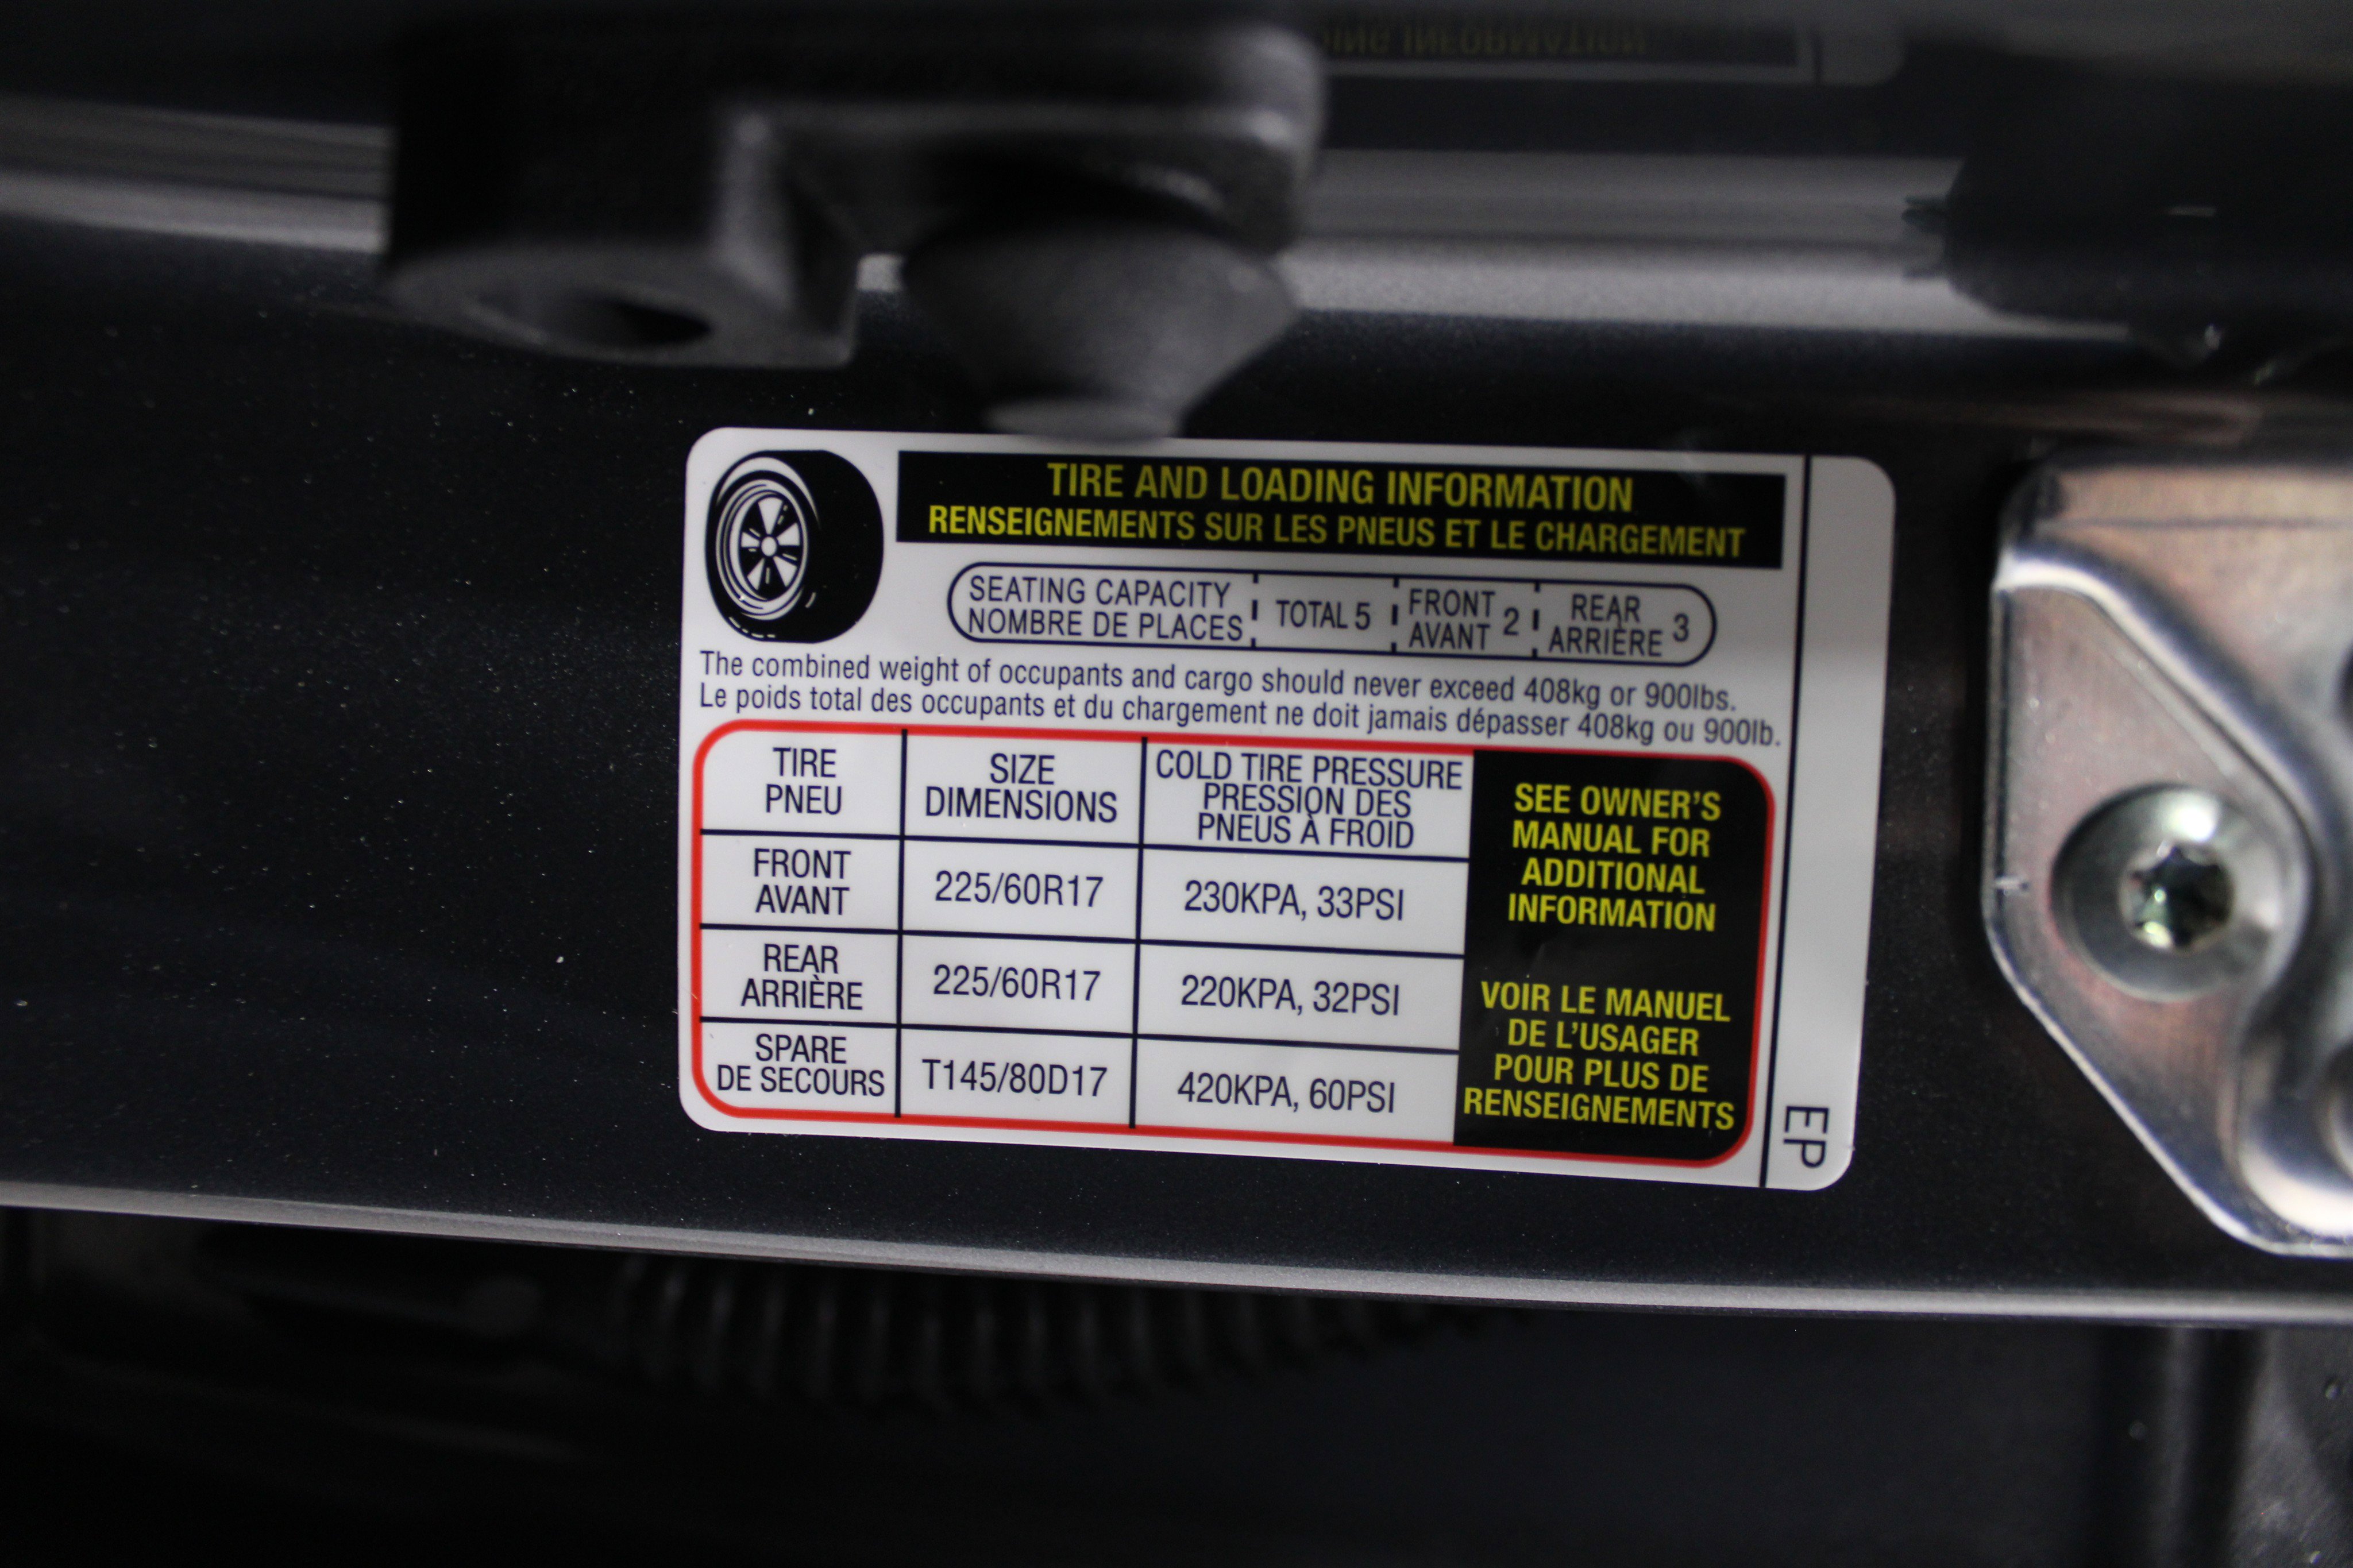 TIRE AND LOADING INFORMATION
RENSEIGNEMENTS SUR LES PNEUS ET LE CHARGEMENT
SEATING CAPACITY
NOMBRE DE PLACES
TOTAL 5
FRONT
AVANT 2
REAR
ARRIÈRE 3
The combined weight of occupants and cargo should never exceed 408kg or 900lbs.
Le poids total des occupants et du chargement ne doit jamais dépasser 408kg ou 900lb.
TIRE
PNEU
SIZE
DIMENSIONS
COLD TIRE PRESSURE
PRESSION DES
PNEUS À FROID
FRONT
AVANT
225/60R17
230KPA, 33PSI
REAR
ARRIÈRE
225/60R17
220KPA, 32PSI
SPARE
DE SECOURS
T145/80D17
420KPA, 60PSI
SEE OWNER'S
MANUAL FOR
ADDITIONAL
INFORMATION
VOIR LE MANUEL
DE L'USAGER
POUR PLUS DE
RENSEIGNEMENTS
EP